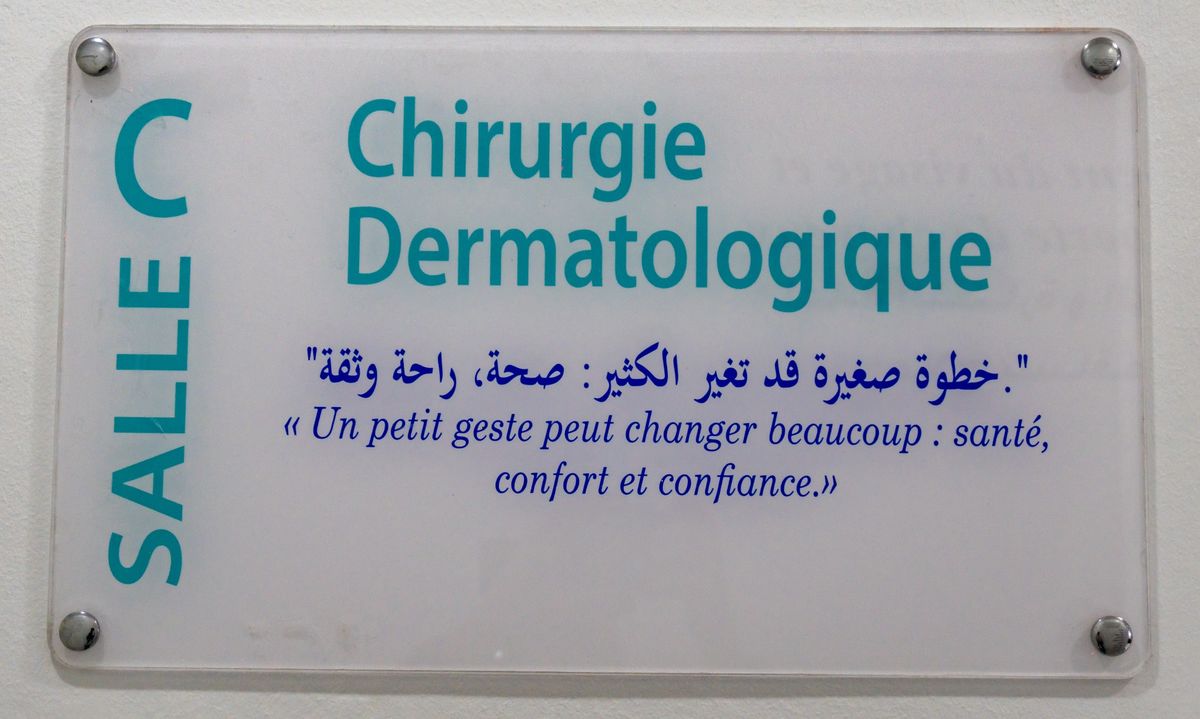 SALLE C
Chirurgie
Dermatologique
".خطوة صغيرة قد تغير الكثير: صحة، راحة وثقة"
« Un petit geste peut changer beaucoup : santé,
confort et confiance.»